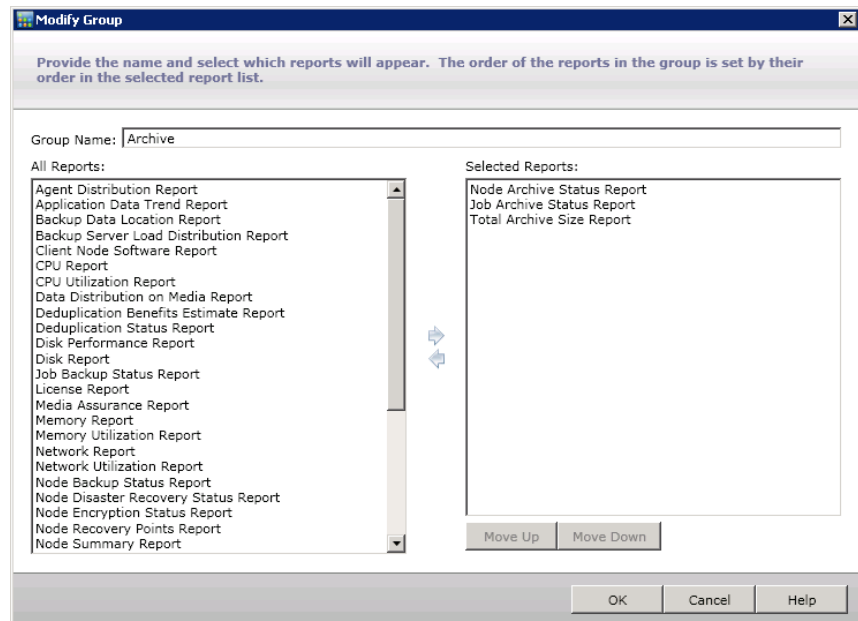 Modify Group
Provide the name and select which reports will appear.  The order of the reports in the group is set by their
order in the selected report list.
Group Name: Archive
All Reports:
Agent Distribution Report
Application Data Trend Report
Backup Data Location Report
Backup Server Load Distribution Report
Client Node Software Report
CPU Report
CPU Utilization Report
Data Distribution on Media Report
Deduplication Benefits Estimate Report
Deduplication Status Report
Disk Performance Report
Disk Report
Job Backup Status Report
License Report
Media Assurance Report
Memory Report
Memory Utilization Report
Network Report
Network Utilization Report
Node Backup Status Report
Node Disaster Recovery Status Report
Node Encryption Status Report
Node Recovery Points Report
Node Summary Report
Selected Reports:
Node Archive Status Report
Job Archive Status Report
Total Archive Size Report
Move Up Move Down
OK Cancel Help